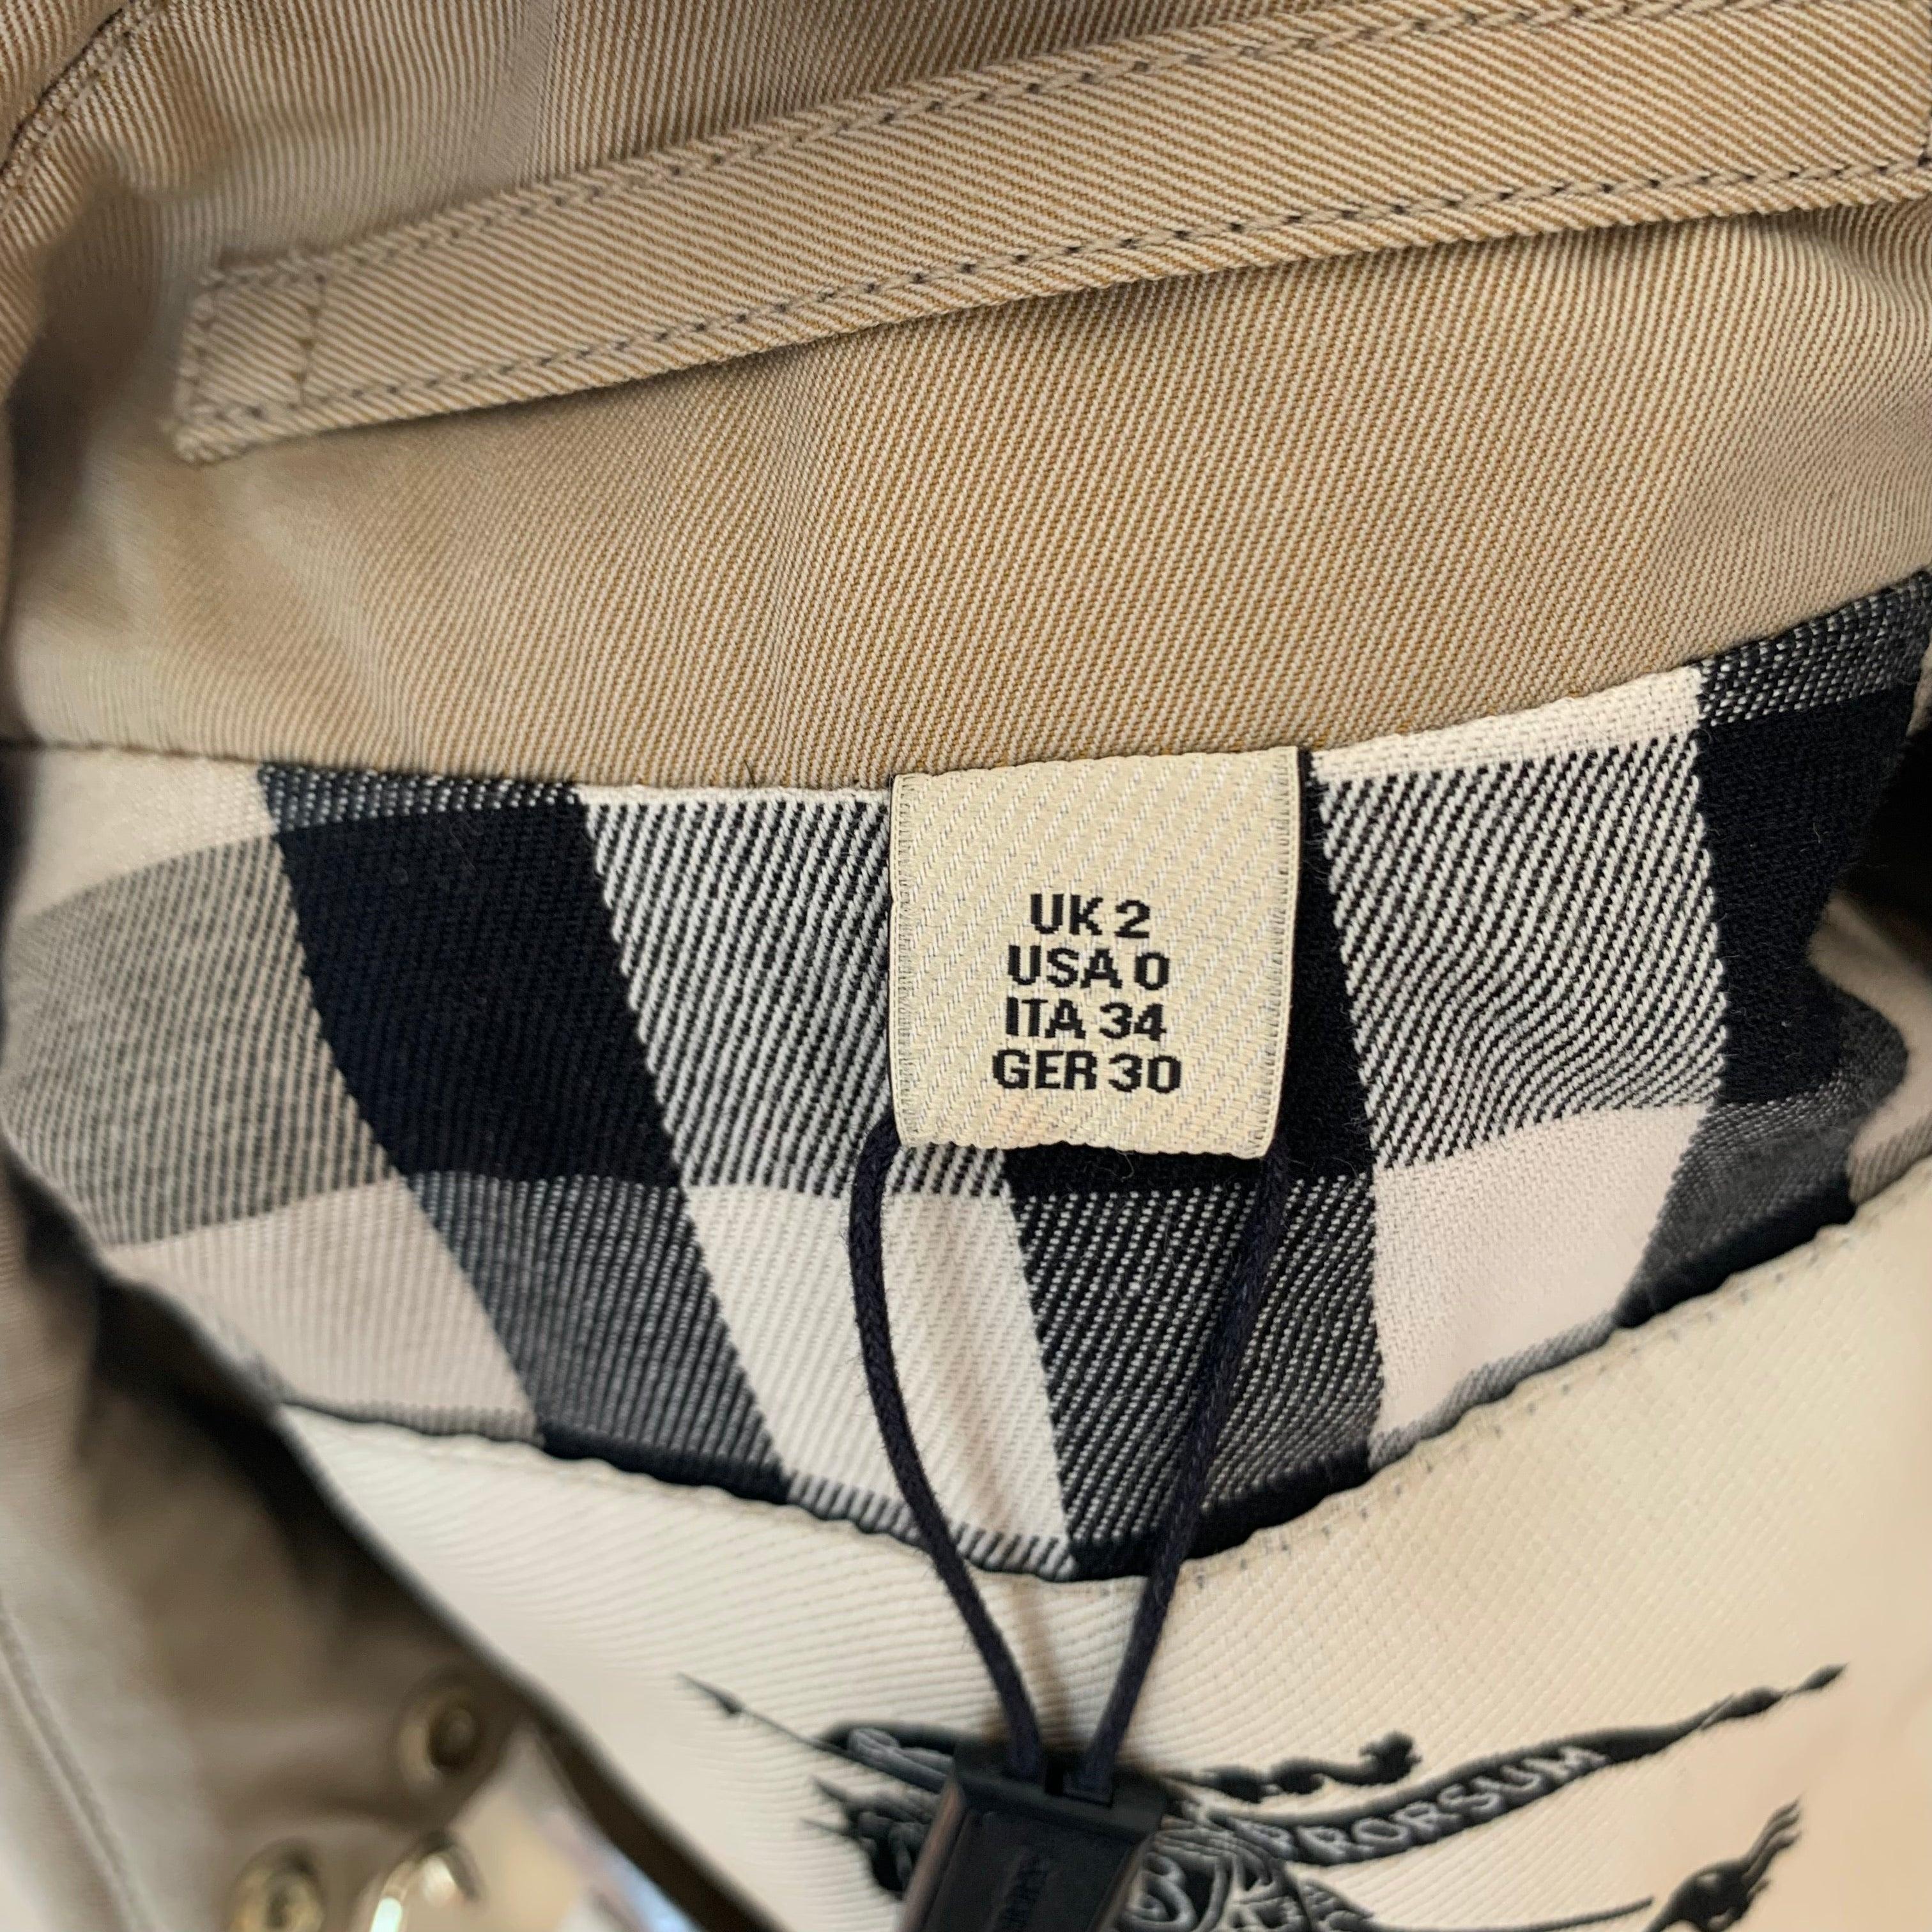 UK 2
USA 0
ITA 34
GER 30
PRORSUM